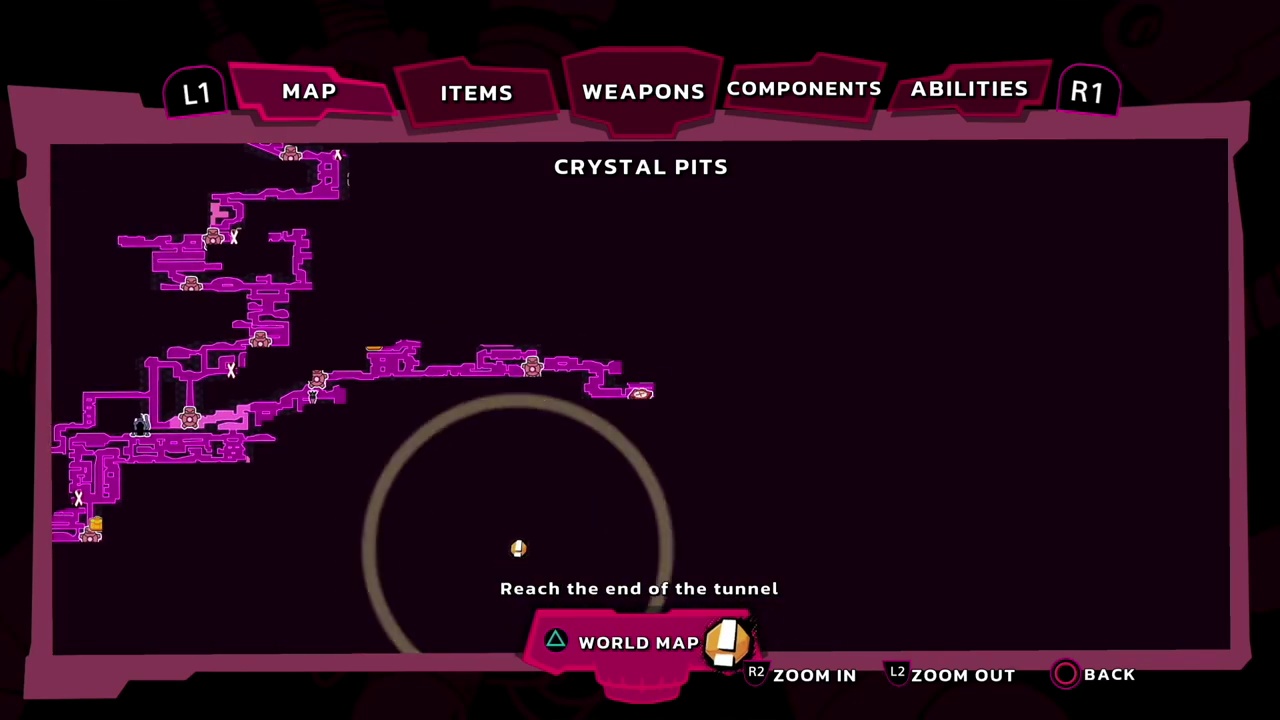 L1
MAP
ITEMS
WEAPONS
COMPONENTS
ABILITIES
R1
CRYSTAL PITS
Reach the end of the tunnel
WORLD MAP
R2 ZOOM IN
L2 ZOOM OUT
BACK